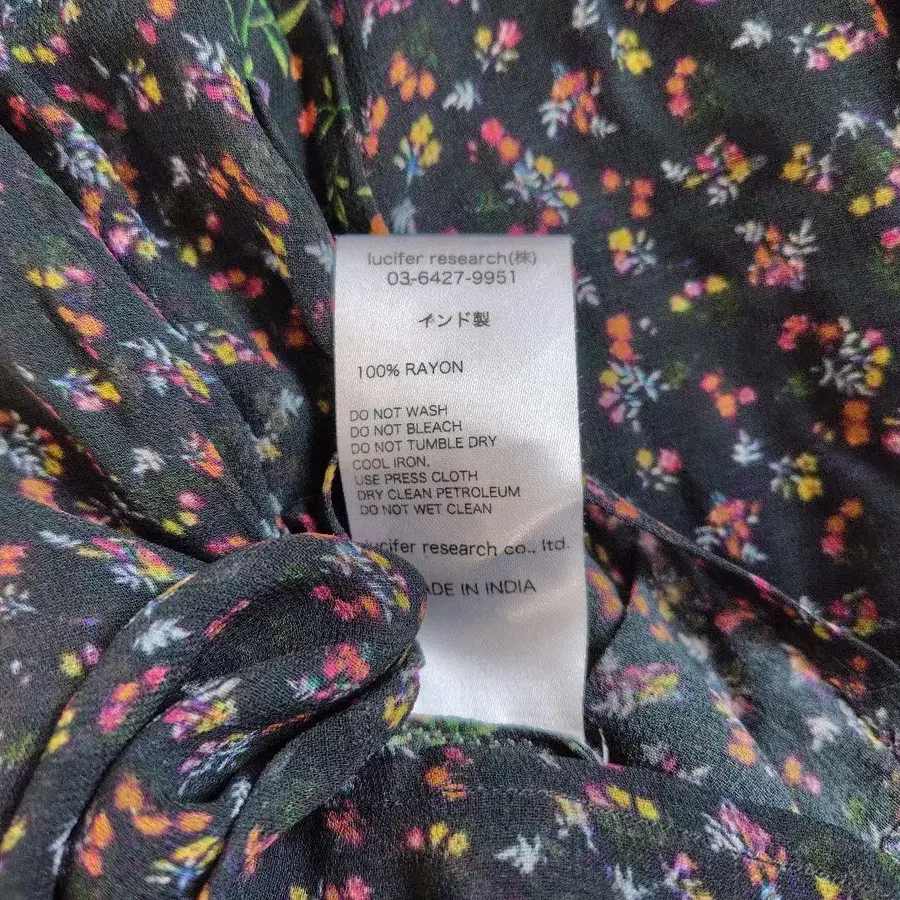 lucifer research(株)
03-6427-9951
インド製
100% RAYON
DO NOT WASH
DO NOT BLEACH
DO NOT TUMBLE DRY
COOL IRON,
USE PRESS CLOTH
DRY CLEAN PETROLEUM
DO NOT WET CLEAN
lucifer research co., ltd.
MADE IN INDIA